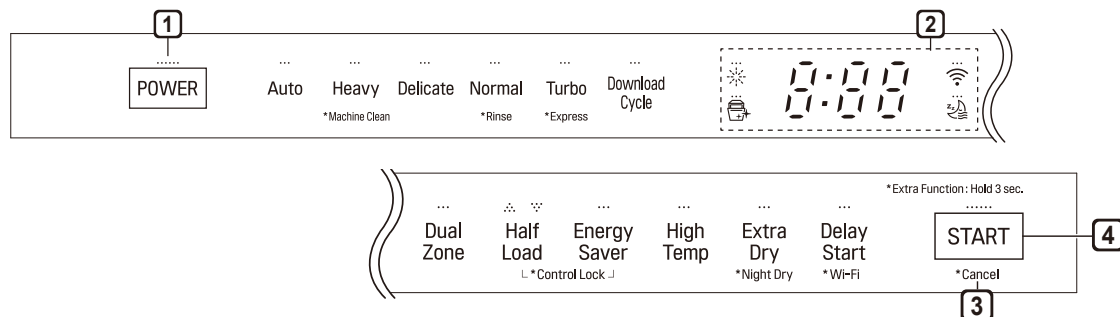 1
2
POWER
Auto
Heavy
*Machine Clean
Delicate
Normal
*Rinse
Turbo
*Express
Download
Cycle
8:88
zz
*Extra Function : Hold 3 sec.
Dual
Zone
Half
Load
Energy
Saver
*Control Lock
High
Temp
Extra
Dry
*Night Dry
Delay
Start
*Wi-Fi
START
*Cancel
4
3